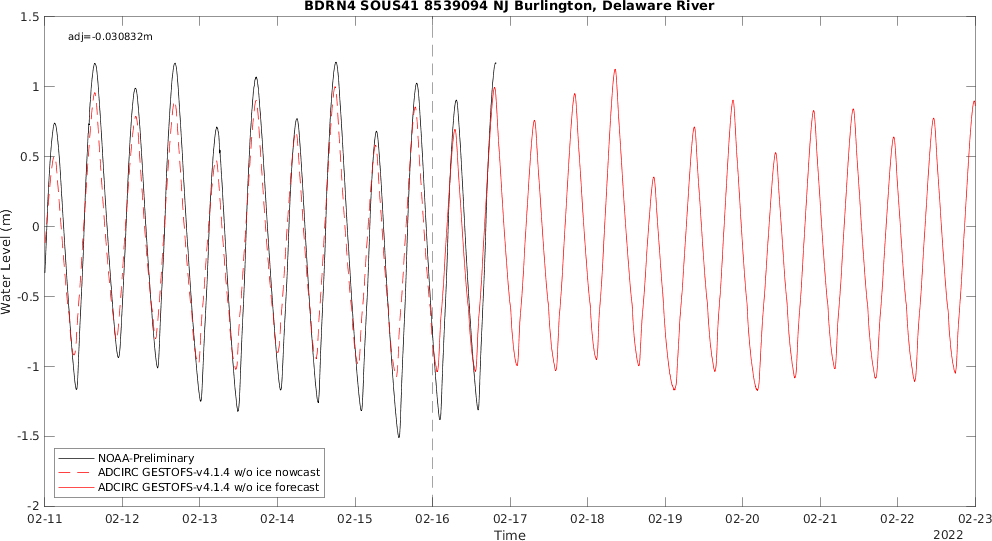 BDRN4 SOUS41 8539094 NJ Burlington, Delaware River
adj=-0.030832m
1.5
1
0.5
0
-0.5
-1
-1.5
-2
Water Level (m)
NOAA-Preliminary
ADCIRC GESTOFS-v4.1.4 w/o ice nowcast
ADCIRC GESTOFS-v4.1.4 w/o ice forecast
02-11 02-12 02-13 02-14 02-15 02-16 02-17 02-18 02-19 02-20 02-21 02-22 02-23
Time
2022